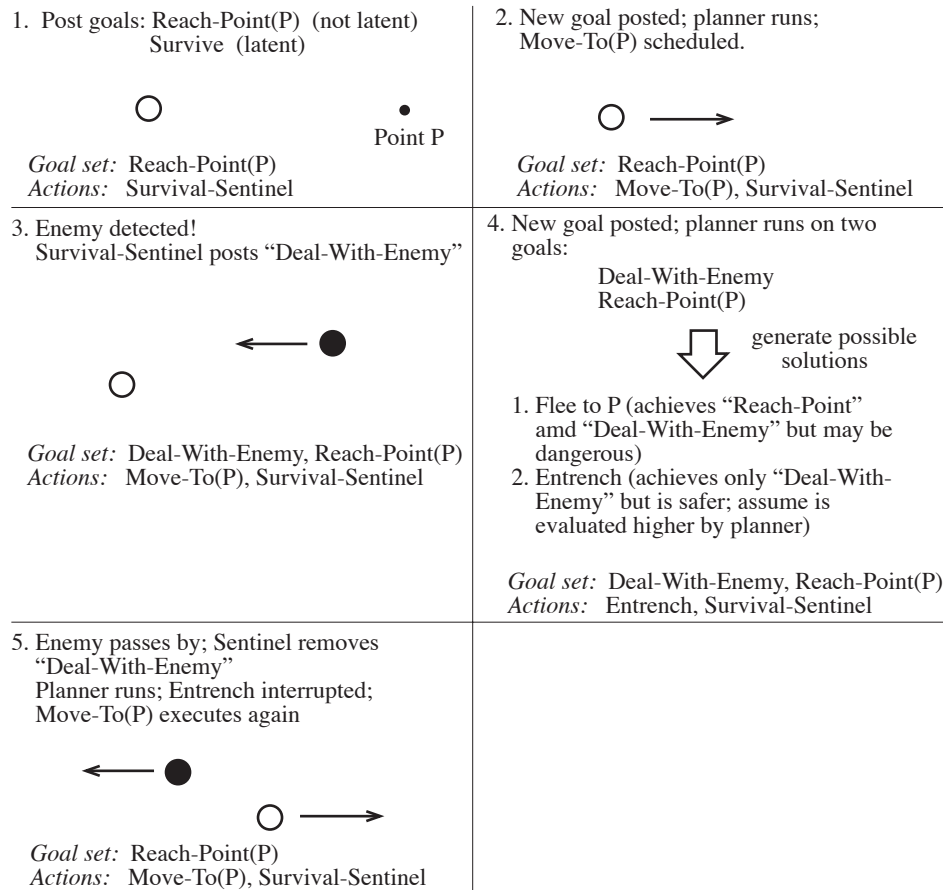 1. Post goals: Reach-Point(P) (not latent)
Survive (latent)
Point P
Goal set: Reach-Point(P)
Actions: Survival-Sentinel
2. New goal posted; planner runs;
Move-To(P) scheduled.
Goal set: Reach-Point(P)
Actions: Move-To(P), Survival-Sentinel
3. Enemy detected!
Survival-Sentinel posts “Deal-With-Enemy”
Goal set: Deal-With-Enemy, Reach-Point(P)
Actions: Move-To(P), Survival-Sentinel
4. New goal posted; planner runs on two
goals:
Deal-With-Enemy
Reach-Point(P)
generate possible
solutions
1. Flee to P (achieves “Reach-Point”
amd “Deal-With-Enemy” but may be
dangerous)
2. Entrench (achieves only “Deal-With-
Enemy” but is safer; assume is
evaluated higher by planner)
Goal set: Deal-With-Enemy, Reach-Point(P)
Actions: Entrench, Survival-Sentinel
5. Enemy passes by; Sentinel removes
“Deal-With-Enemy”
Planner runs; Entrench interrupted;
Move-To(P) executes again
Goal set: Reach-Point(P)
Actions: Move-To(P), Survival-Sentinel